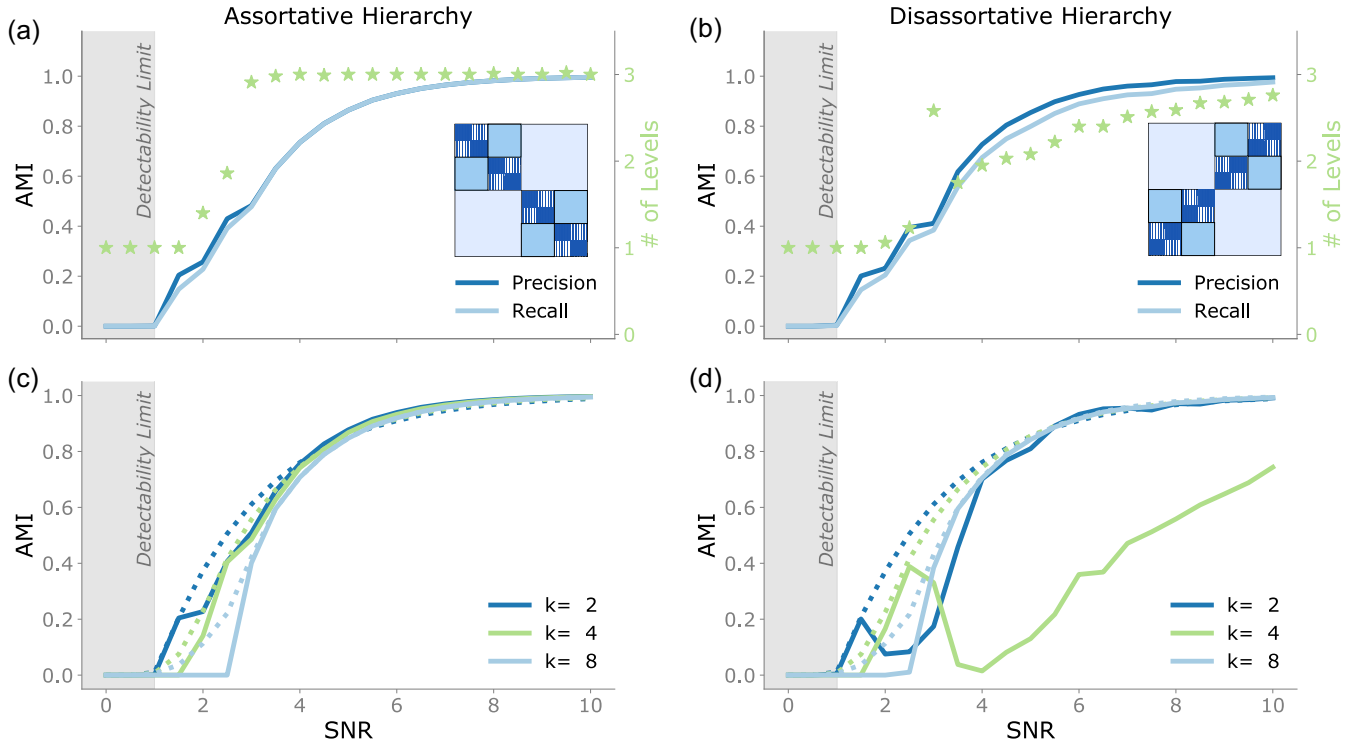 Assortative Hierarchy
Disassortative Hierarchy
(a)
1.0
0.8
0.6
0.4
0.2
0.0
AMI
Detectability Limit
3
2
1
0
# of Levels
Precision
Recall
(b)
1.0
0.8
0.6
0.4
0.2
0.0
AMI
Detectability Limit
3
2
1
0
# of Levels
Precision
Recall
(c)
1.0
0.8
0.6
0.4
0.2
0.0
AMI
Detectability Limit
k= 2
k= 4
k= 8
0 2 4 6 8 10
SNR
(d)
1.0
0.8
0.6
0.4
0.2
0.0
AMI
Detectability Limit
k= 2
k= 4
k= 8
0 2 4 6 8 10
SNR